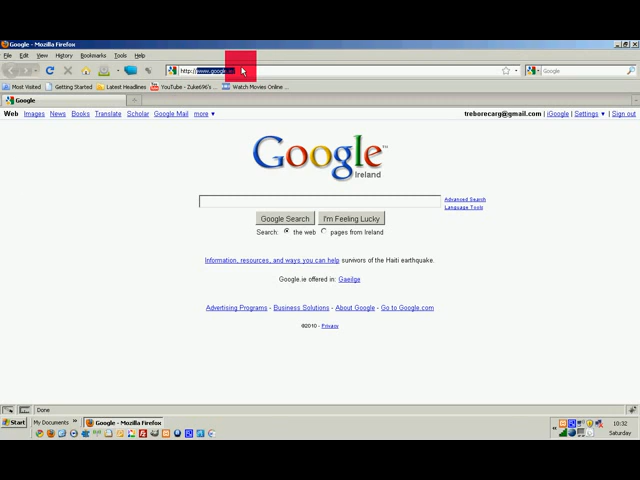 Google - Mozilla Firefox
File Edit View History Bookmarks Tools Help
http://www.google. Google
Most Visited Getting Started Latest Headlines YouTube - Zuke696's ... Watch Movies Online ...
Google
Web Images News Books Translate Scholar Google Mail more ▼ treborecarg@gmail.com | iGoogle | Settings ▼ | Sign out
Google™
Ireland
Advanced Search
Language Tools
Google Search I'm Feeling Lucky
Search: the web pages from Ireland
Information, resources, and ways you can help survivors of the Haiti earthquake.
Google.ie offered in: Gaeilge
Advertising Programs - Business Solutions - About Google - Go to Google.com
©2010 - Privacy
Done
Start My Documents » Google - Mozilla Firefox 10:32
Saturday